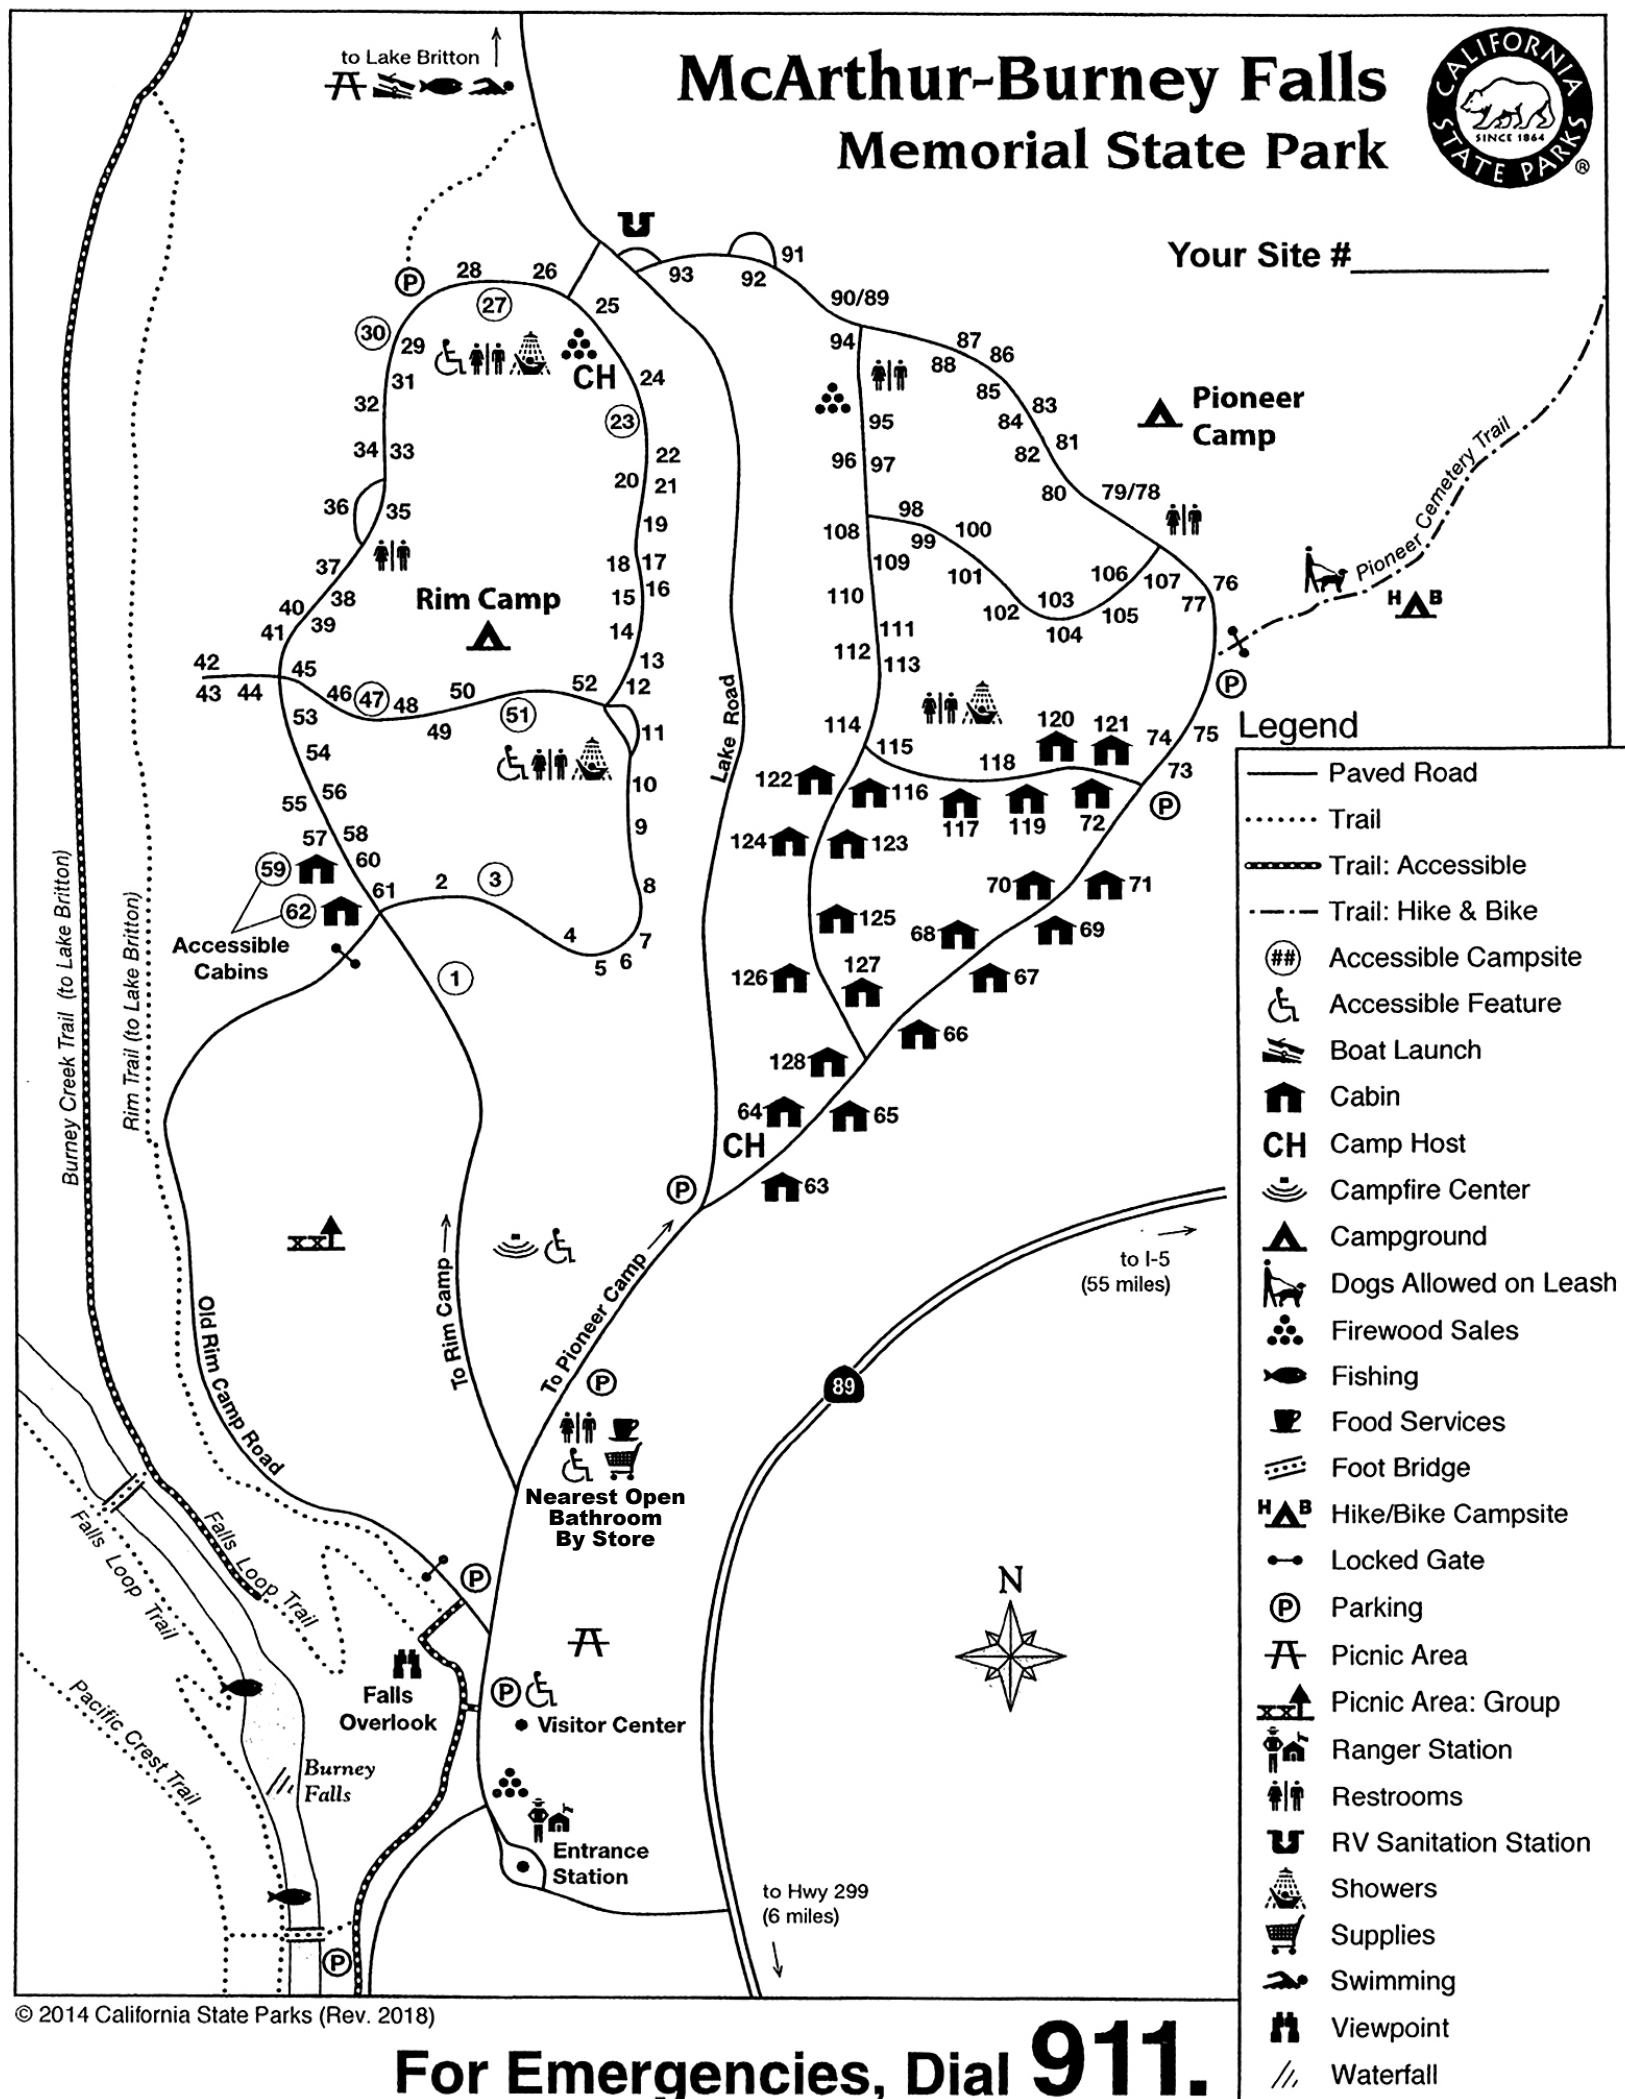 to Lake Britton
McArthur-Burney Falls
Memorial State Park
CALIFORNIA
STATE PARKS
SINCE 1864
®
Your Site #
P
28
26
27
25
30
29
31
32
34
33
36
35
37
38
40
39
41
CH
24
23
22
20
21
19
18
17
16
15
14
13
12
11
10
9
8
7
6
5
4
Rim Camp
42
43
44
45
46
47
48
50
49
51
52
53
54
55
56
57
58
59
60
61
62
2
3
1
Accessible
Cabins
93
92
91
90/89
94
87
86
88
85
83
84
81
82
80
79/78
95
96
97
98
99
100
101
102
103
104
105
106
107
76
77
108
109
110
111
112
113
114
115
Pioneer
Camp
Pioneer Cemetery Trail
H B
P
120
121
74
75
73
118
P
122
116
117
119
72
124
123
70
71
125
68
69
126
127
67
66
128
64
65
CH
63
P
Lake Road
Burney Creek Trail (to Lake Britton)
Rim Trail (to Lake Britton)
Old Rim Camp Road
To Rim Camp
To Pioneer Camp
P
Nearest Open
Bathroom
By Store
to I-5
(55 miles)
89
N
Falls Loop Trail
Falls Loop Trail
Pacific Crest Trail
P
Falls
Overlook
P
Visitor Center
Burney
Falls
Entrance
Station
to Hwy 299
(6 miles)
P
Legend
Paved Road
Trail
Trail: Accessible
Trail: Hike & Bike
## Accessible Campsite
Accessible Feature
Boat Launch
Cabin
CH Camp Host
Campfire Center
Campground
Dogs Allowed on Leash
Firewood Sales
Fishing
Food Services
Foot Bridge
H B Hike/Bike Campsite
Locked Gate
P Parking
Picnic Area
Picnic Area: Group
Ranger Station
Restrooms
RV Sanitation Station
Showers
Supplies
Swimming
Viewpoint
Waterfall
© 2014 California State Parks (Rev. 2018)
For Emergencies, Dial 911.